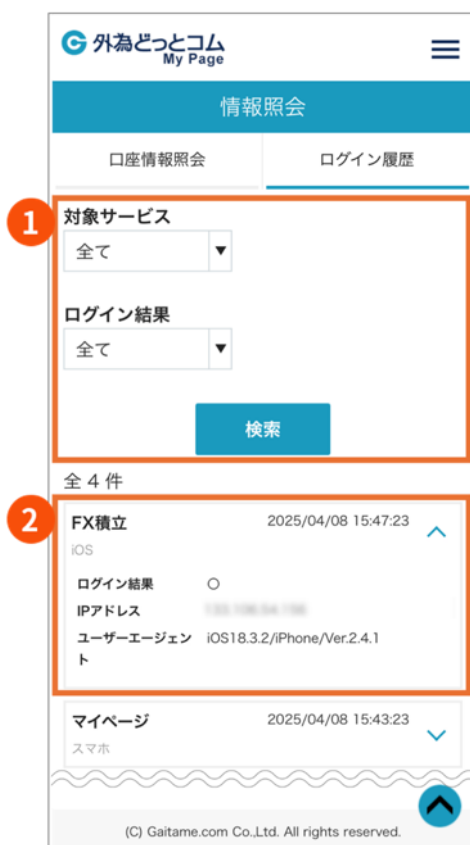 外為どっとコム
My Page
情報照会
口座情報照会 ログイン履歴
1
対象サービス
全て ▼
ログイン結果
全て ▼
検索
全 4 件
2
FX積立 2025/04/08 15:47:23
iOS
ログイン結果 ○
IPアドレス
ユーザーエージェン iOS18.3.2/iPhone/Ver.2.4.1
ト
マイページ 2025/04/08 15:43:23
スマホ
(C) Gaitame.com Co.,Ltd. All rights reserved.